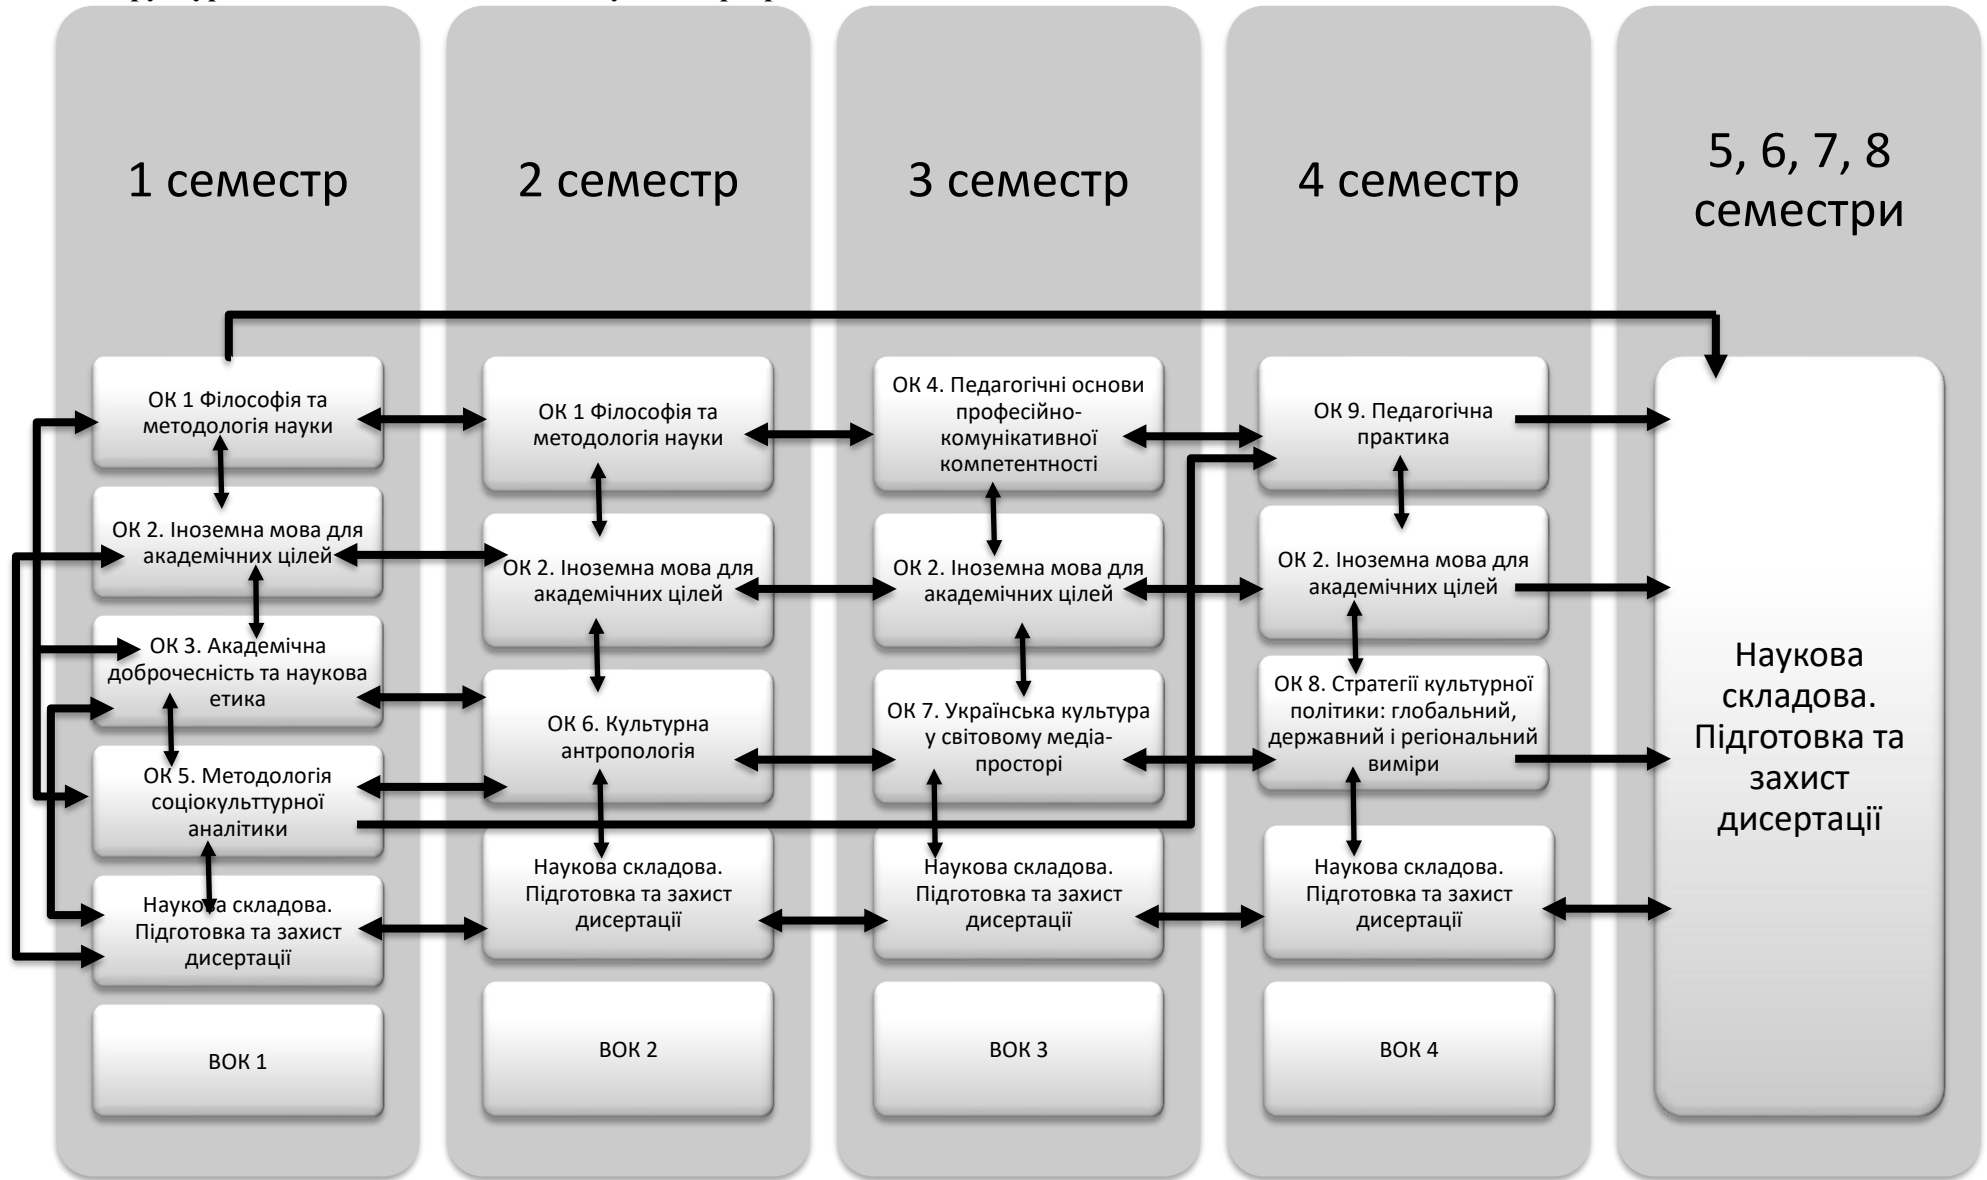 1 семестр
ОК 1 Філософія та
методологія науки
ОК 2. Іноземна мова для
академічних цілей
ОК 3. Академічна
доброчесність та наукова
етика
ОК 5. Методологія
соціокульттурної
аналітики
Наукова складова.
Підготовка та захист
дисертації
ВОК 1
2 семестр
ОК 1 Філософія та
методологія науки
ОК 2. Іноземна мова для
академічних цілей
ОК 6. Культурна
антропологія
Наукова складова.
Підготовка та захист
дисертації
ВОК 2
3 семестр
ОК 4. Педагогічні основи
професійно-
комунікативної
компетентності
ОК 2. Іноземна мова для
академічних цілей
ОК 7. Українська культура
у світовому медіа-
просторі
Наукова складова.
Підготовка та захист
дисертації
ВОК 3
4 семестр
ОК 9. Педагогічна
практика
ОК 2. Іноземна мова для
академічних цілей
ОК 8. Стратегії культурної
політики: глобальний,
державний і регіональний
виміри
Наукова складова.
Підготовка та захист
дисертації
ВОК 4
5, 6, 7, 8
семестри
Наукова
складова.
Підготовка та
захист
дисертації